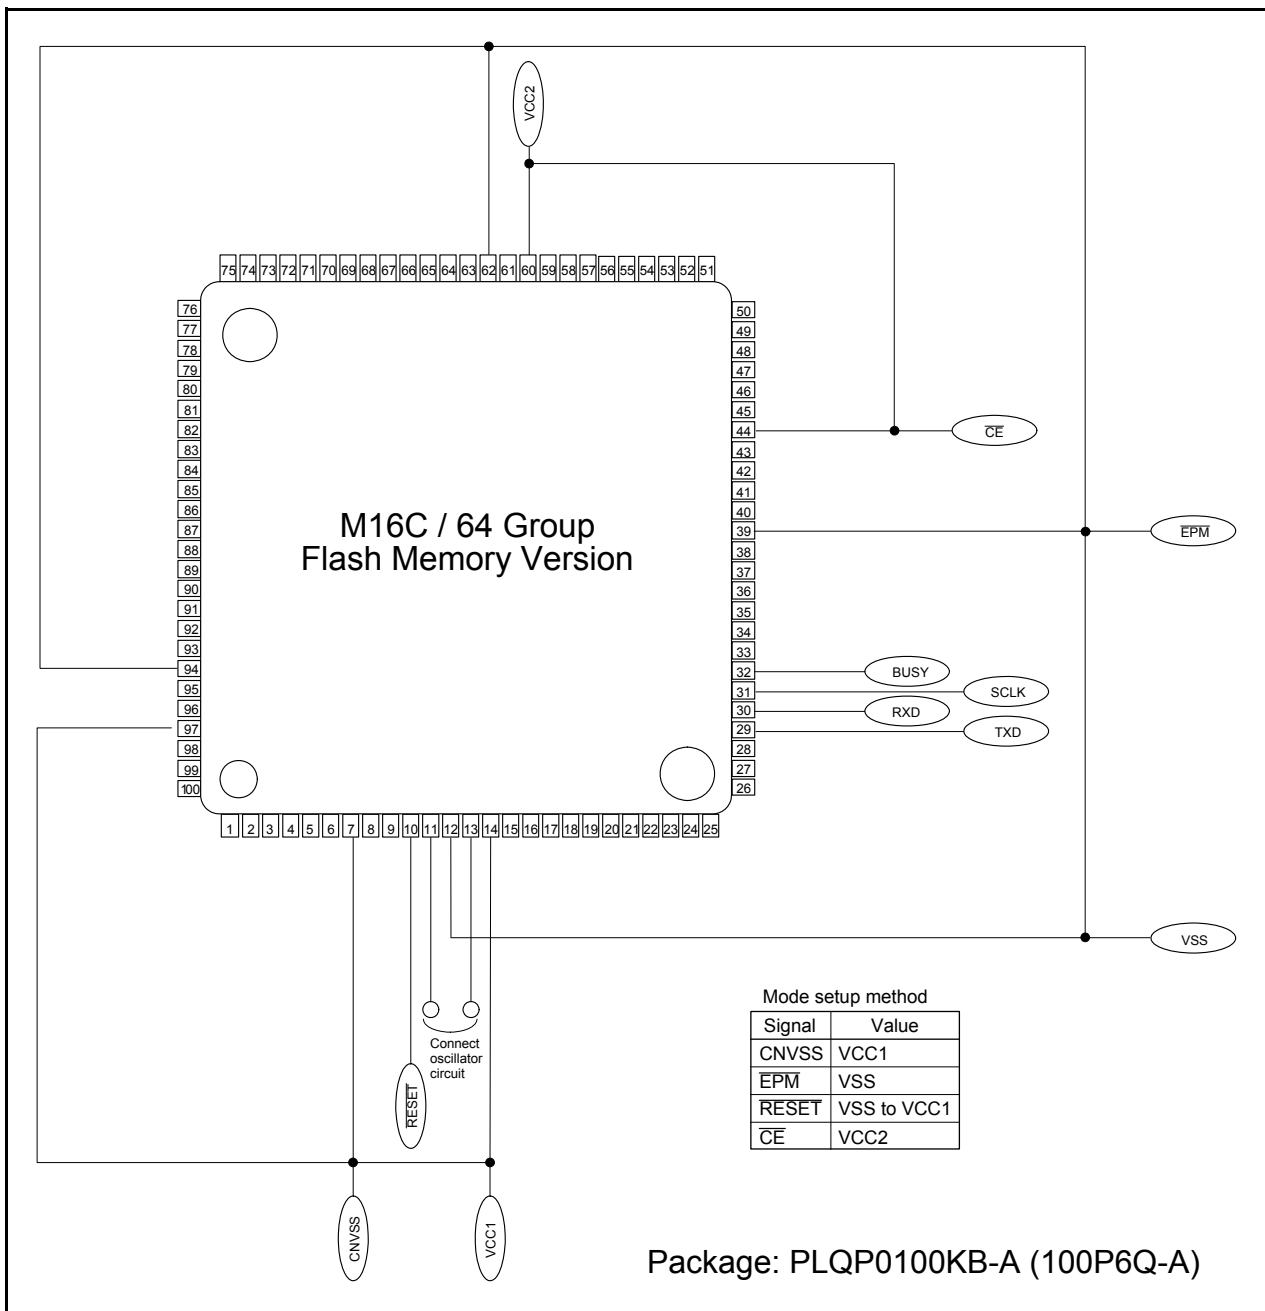 VCC2
75 74 73 72 71 70 69 68 67 66 65 64 63 62 61 60 59 58 57 56 55 54 53 52 51
76
77
78
79
80
81
82
83
84
85
86
87
88
89
90
91
92
93
94
95
96
97
98
99
100
M16C / 64 Group
Flash Memory Version
50
49
48
47
46
45
44
43
42
41
40
39
38
37
36
35
34
33
32
31
30
29
28
27
26
C̅E̅
E̅P̅M̅
BUSY
SCLK
RXD
TXD
1 2 3 4 5 6 7 8 9 10 11 12 13 14 15 16 17 18 19 20 21 22 23 24 25
VSS
Connect
oscillator
circuit
R̅E̅S̅E̅T̅
CNVSS
VCC1
Mode setup method
Signal Value
CNVSS VCC1
E̅P̅M̅ VSS
R̅E̅S̅E̅T̅ VSS to VCC1
C̅E̅ VCC2
Package: PLQP0100KB-A (100P6Q-A)